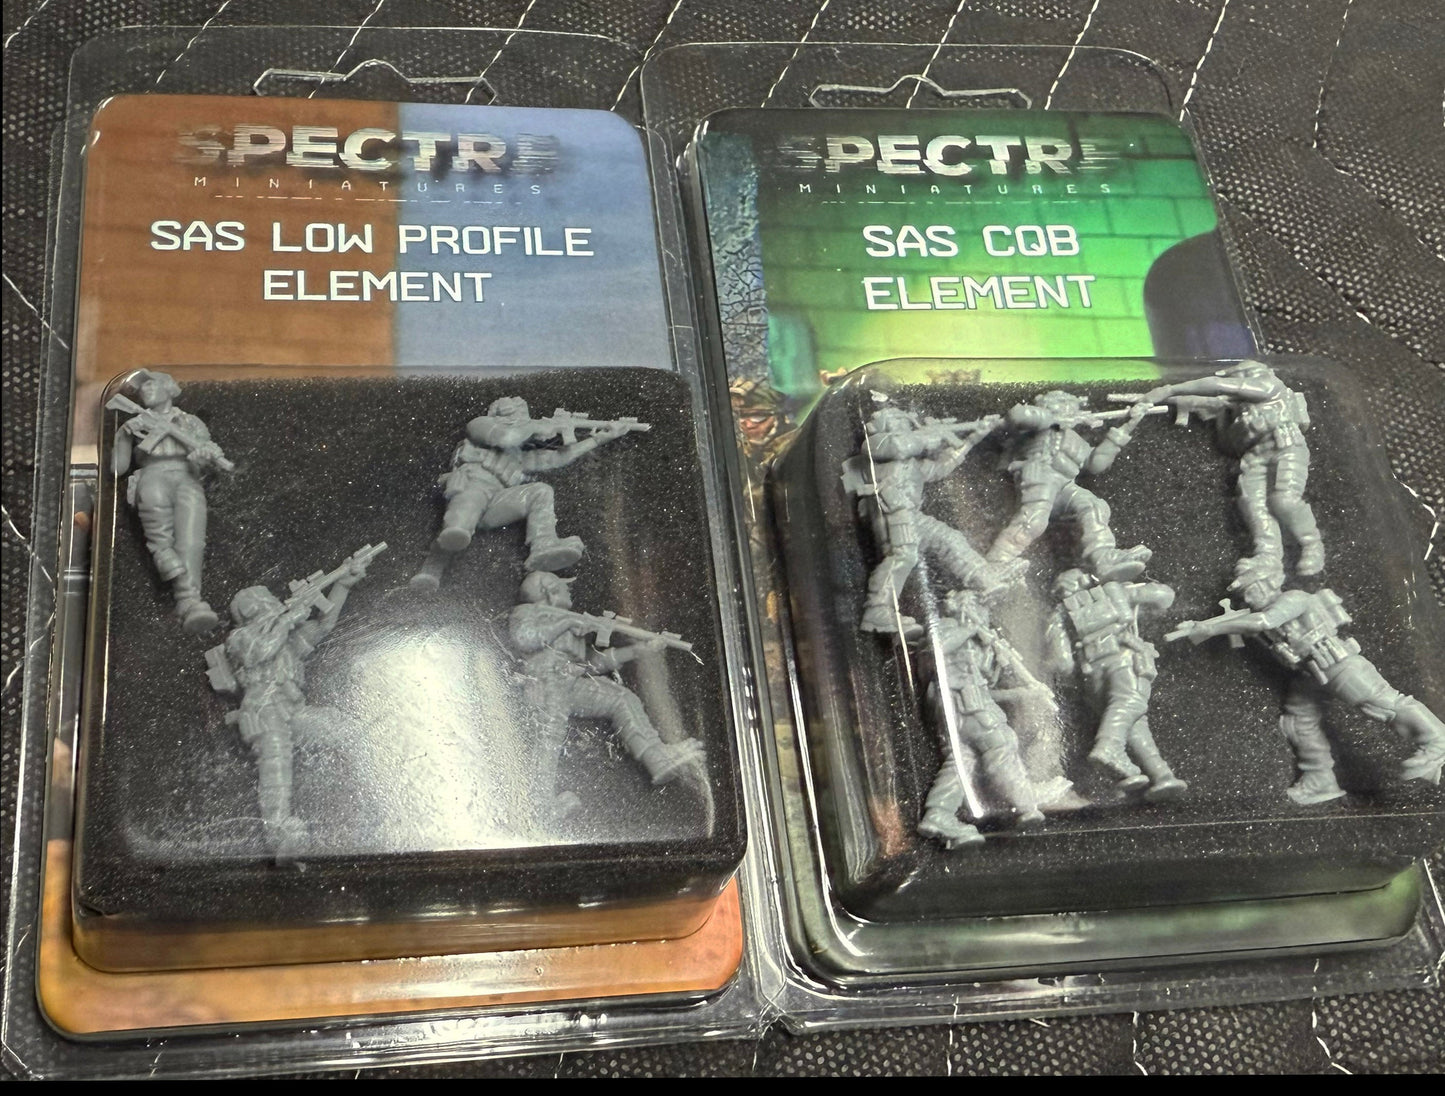 SPECTRE
MINIATURES
SAS LOW PROFILE
ELEMENT
SPECTRE
MINIATURES
SAS CQB
ELEMENT